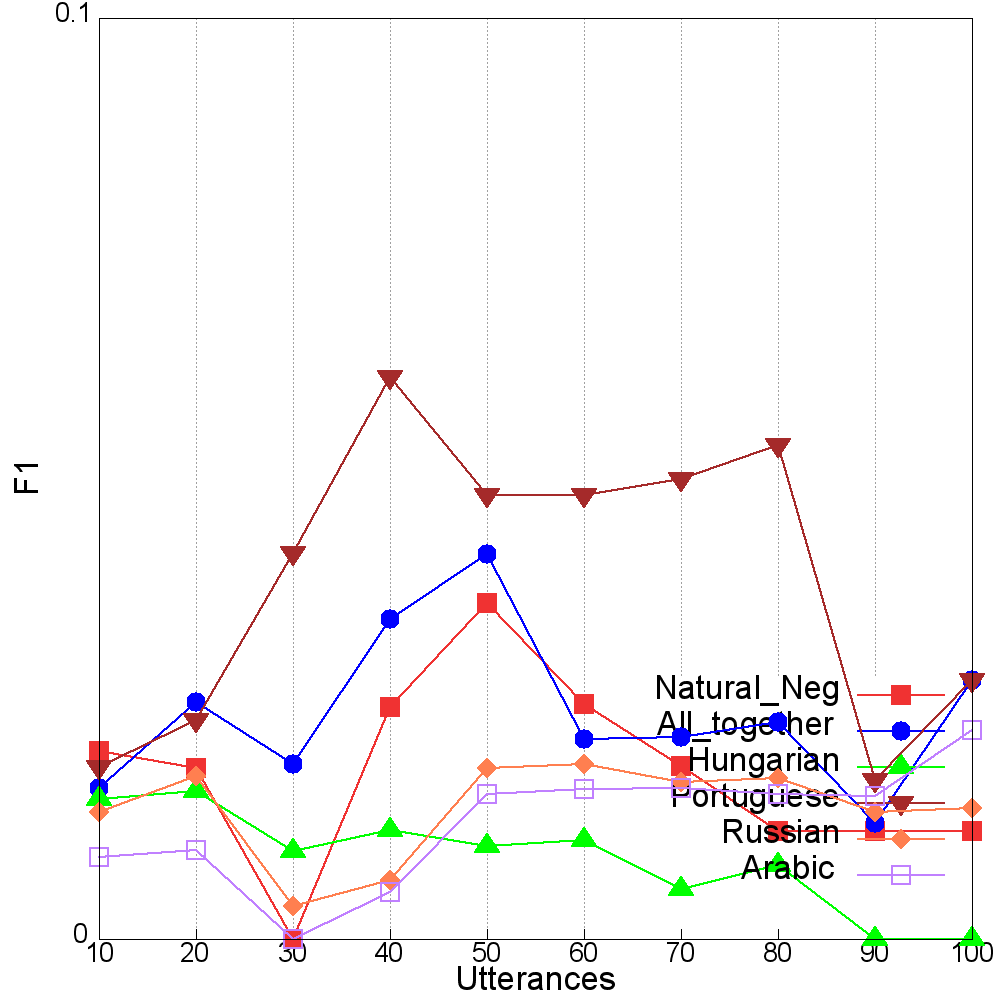 0.1
F1
Natural_Neg
All_together
Hungarian
Portuguese
Russian
Arabic
0
10 20 30 40 50 60 70 80 90 100
Utterances